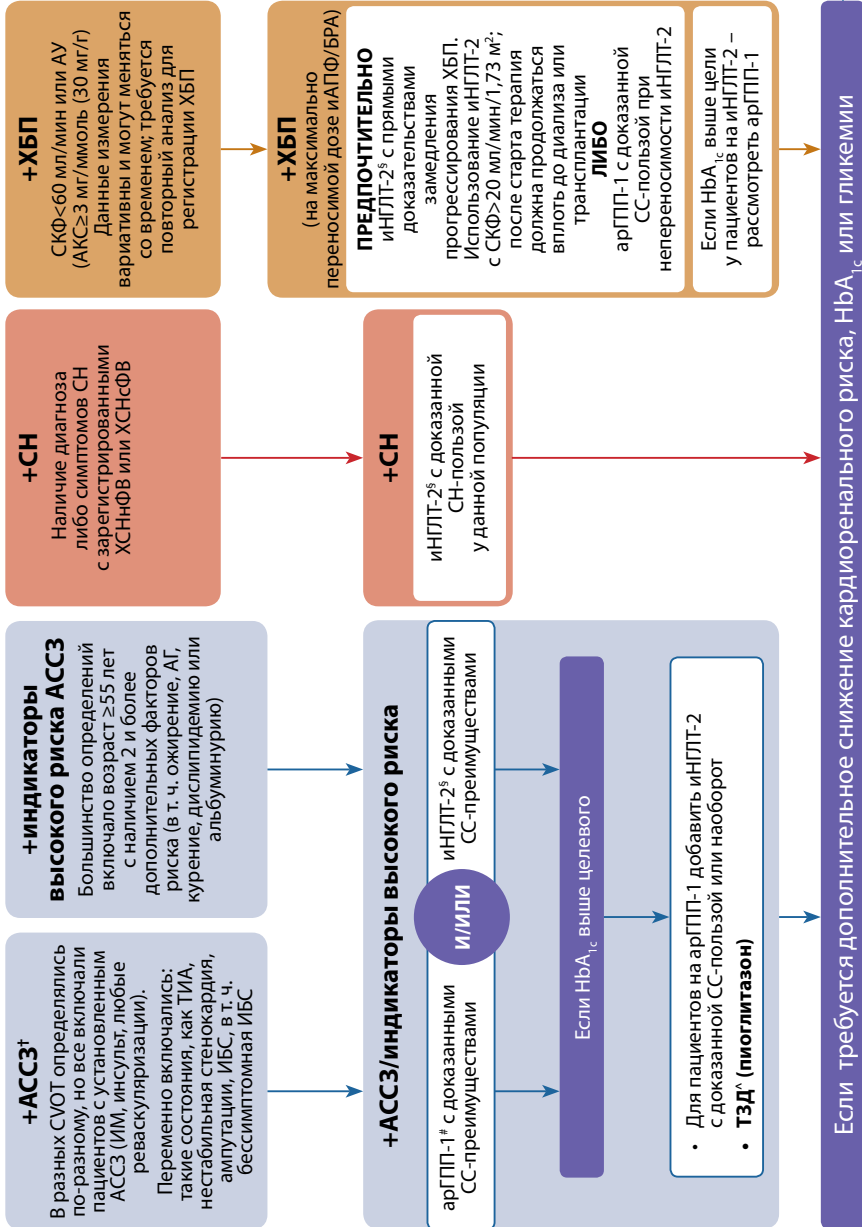 +АССЗ†
В разных CVOT определялись
по-разному, но все включали
пациентов с установленным
АССЗ (ИМ, инсульт, любые
реваскуляризации).
Переменно включались:
такие состояния, как ТИА,
нестабильная стенокардия,
ампутации, ИБС, в т. ч.
бессимптомная ИБС
+индикаторы
высокого риска АССЗ
Большинство определений
включало возраст ≥55 лет
с наличием 2 и более
дополнительных факторов
риска (в т. ч. ожирение, АГ,
курение, дислипидемию или
альбуминурию)
+СН
Наличие диагноза
либо симптомов СН
с зарегистрированными
ХСНнФВ или ХСНсФВ
+ХБП
СКФ<60 мл/мин или АУ
(АКС≥3 мг/ммоль (30 мг/г)
Данные измерения
вариативны и могут меняться
со временем; требуется
повторный анализ для
регистрации ХБП
+АССЗ/индикаторы высокого риска
арГПП-1# с доказанными
СС-преимуществами
и/или
иНГЛТ-2§ с доказанными
СС-преимуществами
Если HbA1c выше целевого
• Для пациентов на арГПП-1 добавить иНГЛТ-2
с доказанной СС-пользой или наоборот
• ТЗД^ (пиоглитазон)
+СН
иНГЛТ-2§ с доказанной
СН-пользой
у данной популяции
+ХБП
(на максимально
переносимой дозе иАПФ/БРА)
ПРЕДПОЧТИТЕЛЬНО
иНГЛТ-2§ с прямыми
доказательствами
замедления
прогрессирования ХБП.
Использование иНГЛТ-2
с СКФ>20 мл/мин/1,73 м2;
после старта терапия
должна продолжаться
вплоть до диализа или
трансплантации
ЛИБО
арГПП-1 с доказанной
СС-пользой при
непереносимости иНГЛТ-2
Если HbA1c выше цели
у пациентов на иНГЛТ-2 –
рассмотреть арГПП-1
Если требуется дополнительное снижение кардиоренального риска, HbA1c или гликемии